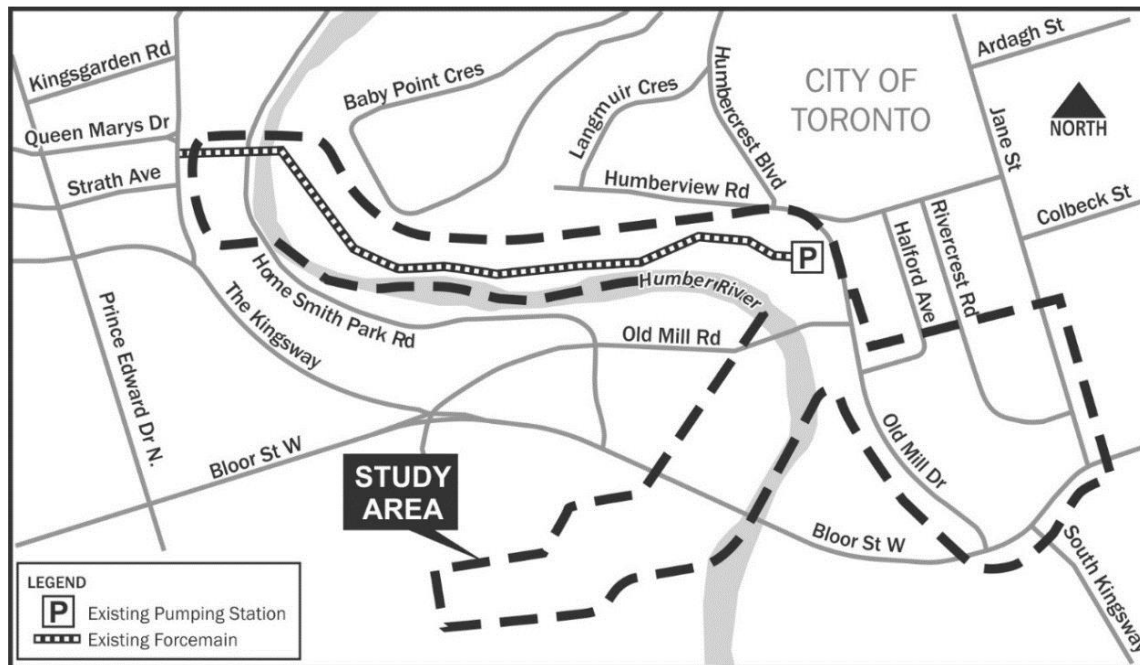 Kingsgarden Rd
Queen Marys Dr
Strath Ave
Prince Edward Dr N.
Baby Point Cres
Langmuir Cres
Humbercrest Blvd
Humberview Rd
CITY OF
TORONTO
Ardagh St
Jane St
NORTH
Colbeck St
Halford Ave
Rivercrest Rd
P
Humber River
Home Smith Park Rd
The Kingsway
Old Mill Rd
Old Mill Dr
Bloor St W
STUDY
AREA
Bloor St W
South Kingsway
LEGEND
P Existing Pumping Station
Existing Forcemain